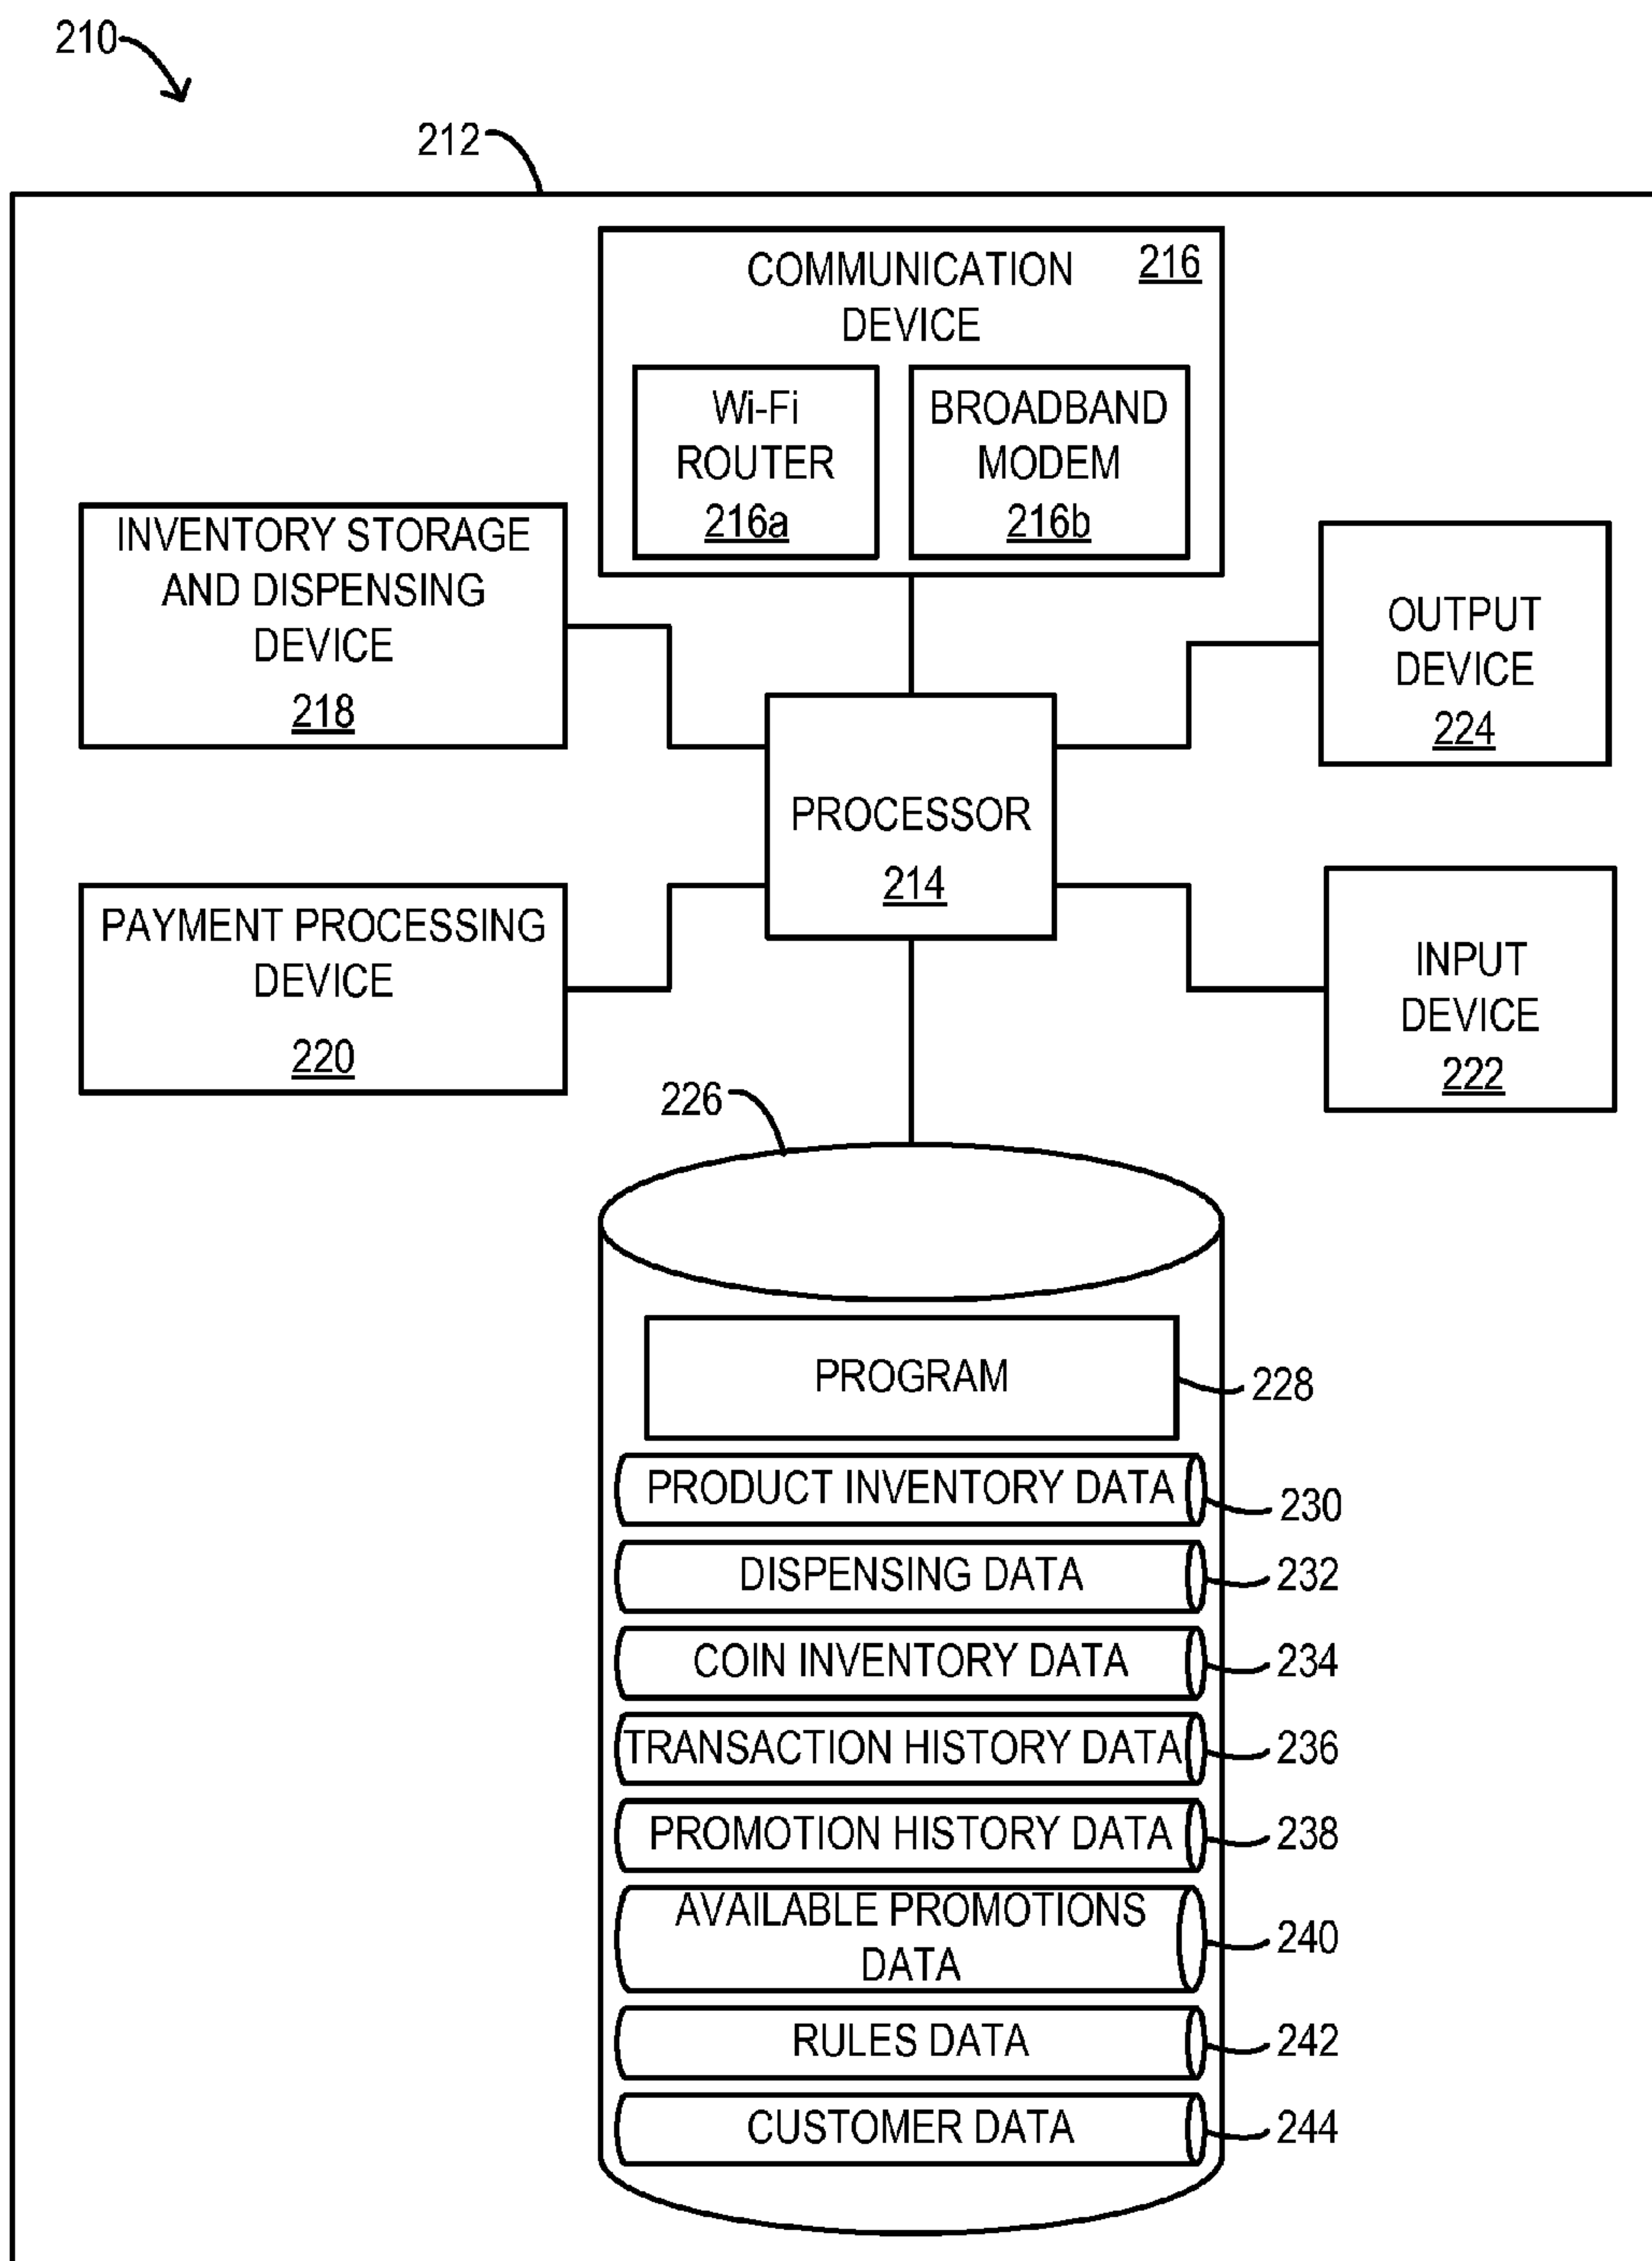 210
212
COMMUNICATION
DEVICE
216
Wi-Fi
ROUTER
216a
BROADBAND
MODEM
216b
INVENTORY STORAGE
AND DISPENSING
DEVICE
218
OUTPUT
DEVICE
224
PROCESSOR
214
PAYMENT PROCESSING
DEVICE
220
INPUT
DEVICE
222
226
PROGRAM
228
PRODUCT INVENTORY DATA
230
DISPENSING DATA
232
COIN INVENTORY DATA
234
TRANSACTION HISTORY DATA
236
PROMOTION HISTORY DATA
238
AVAILABLE PROMOTIONS
DATA
240
RULES DATA
242
CUSTOMER DATA
244